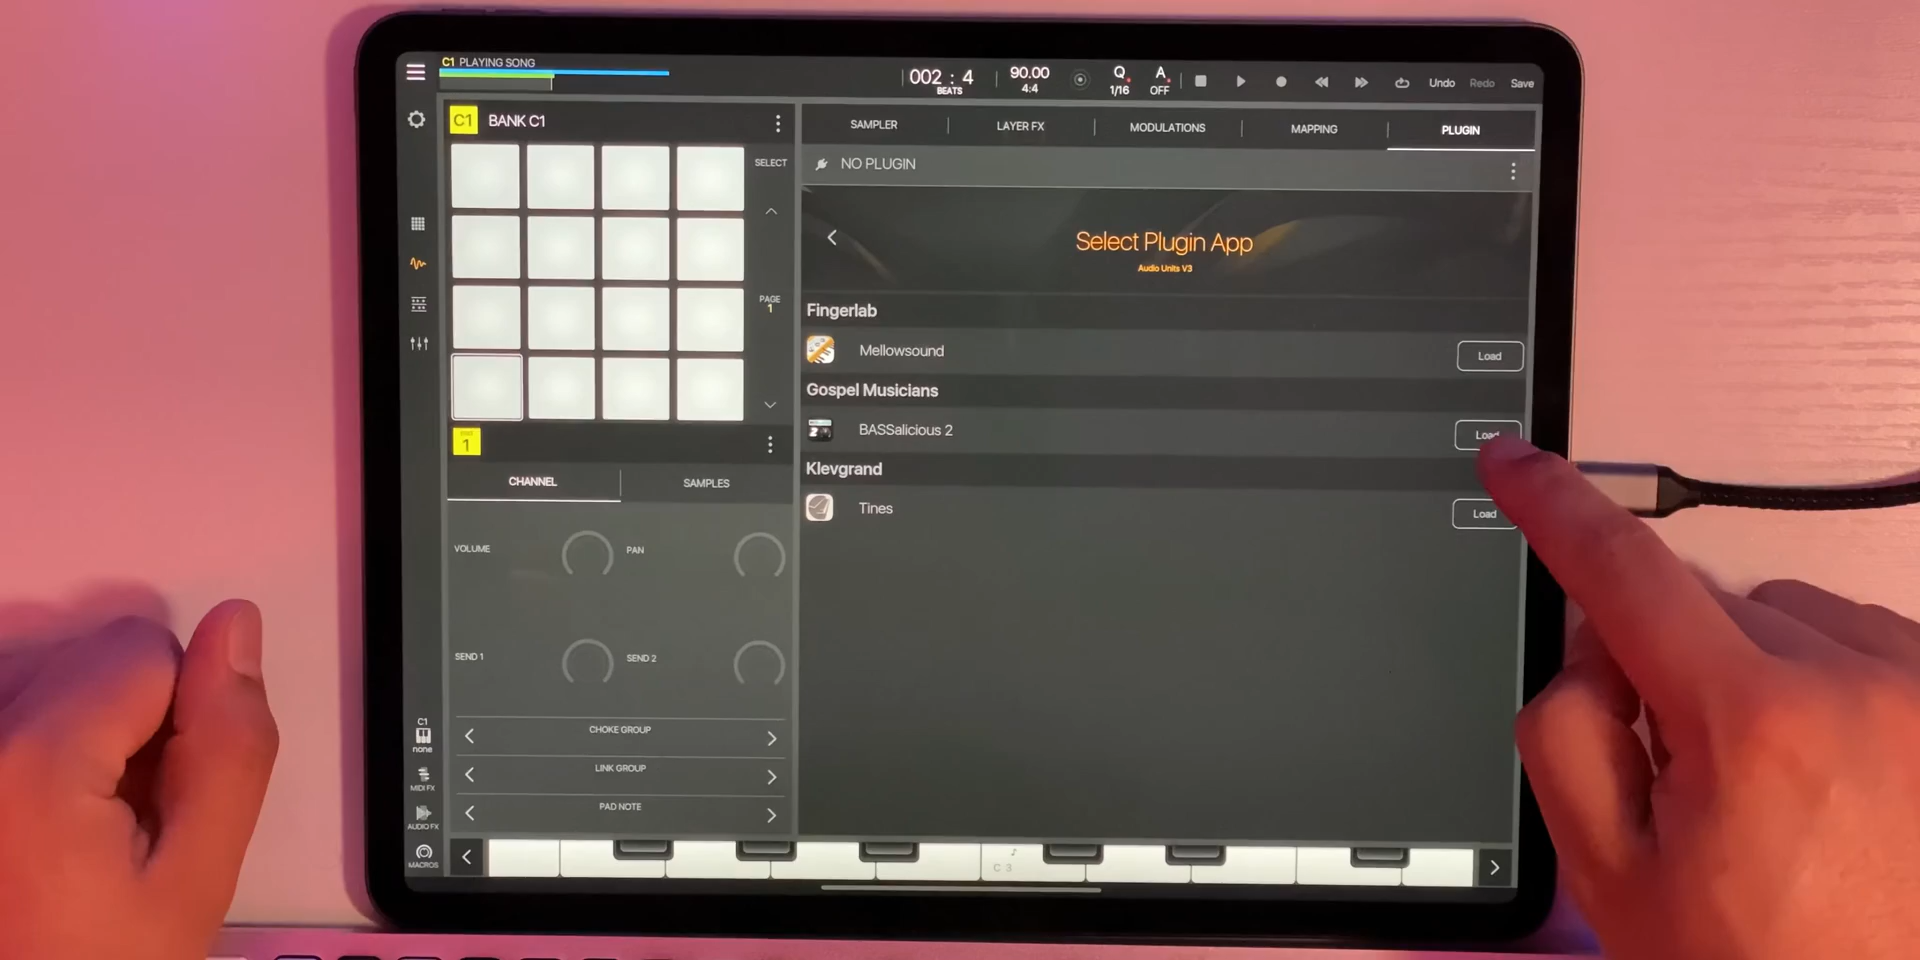 C1 PLAYING SONG
002 : 4
BEATS
90.00
4:4
Q
1/16
A
OFF
Undo
Redo
Save
C1 BANK C1
SELECT
PAGE
1
1
CHANNEL
SAMPLES
VOLUME
PAN
SEND 1
SEND 2
CHOKE GROUP
LINK GROUP
PAD NOTE
C1
none
MIDI FX
AUDIO FX
MACROS
SAMPLER
LAYER FX
MODULATIONS
MAPPING
PLUGIN
NO PLUGIN
Select Plugin App
Audio Units V3
Fingerlab
Mellowsound
Load
Gospel Musicians
BASSalicious 2
Load
Klevgrand
Tines
Load
C 3